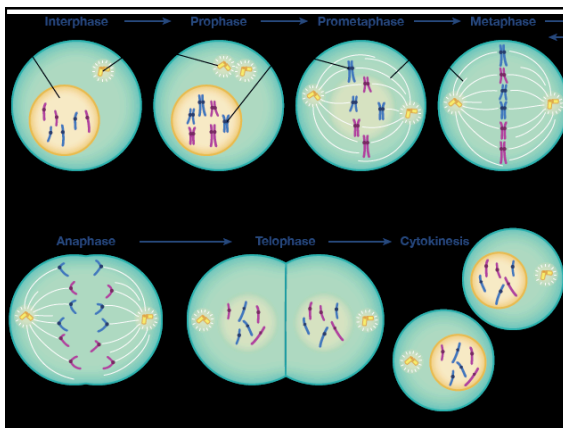 Interphase
Prophase
Prometaphase
Metaphase
Anaphase
Telophase
Cytokinesis